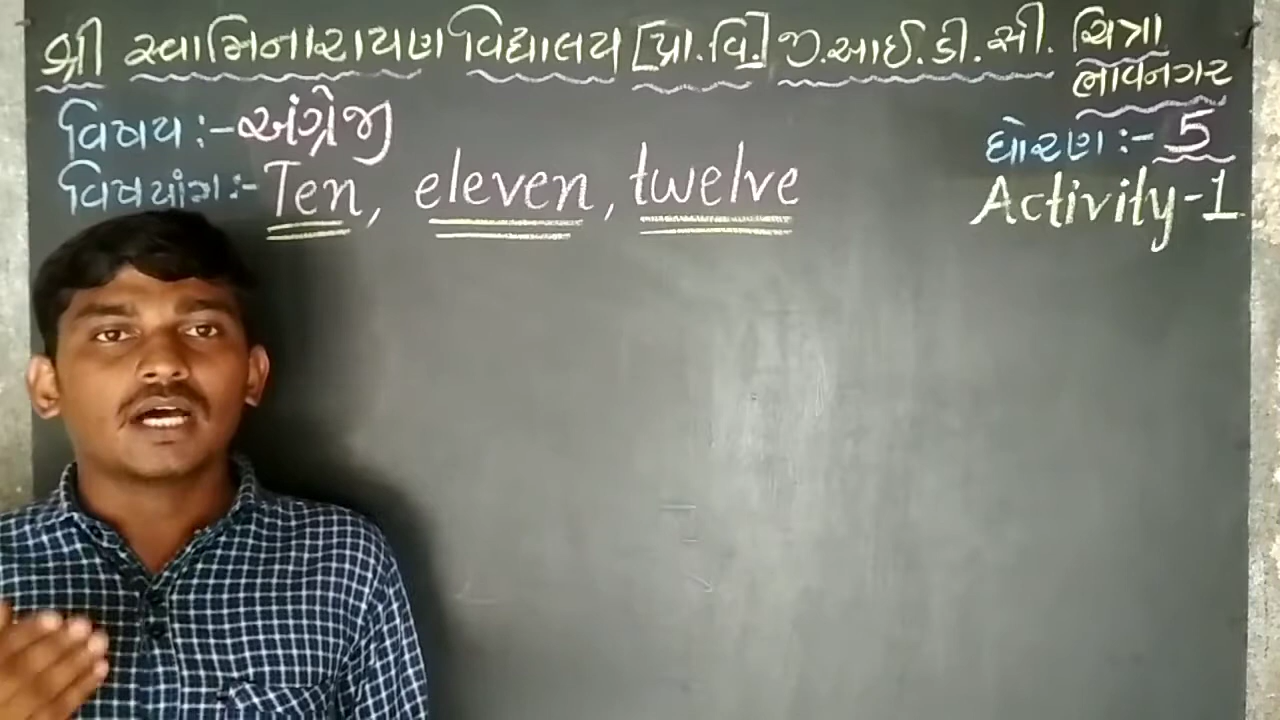 શ્રી સ્વામિનારાયણ વિદ્યાલય [પ્રા.વિ.] જી.આઈ.ડી.સી. ચિત્રા
ભાવનગર
વિષય :- અંગ્રેજી
ધોરણ :- 5
વિષયાંગ :- Ten, eleven, twelve
Activity-1